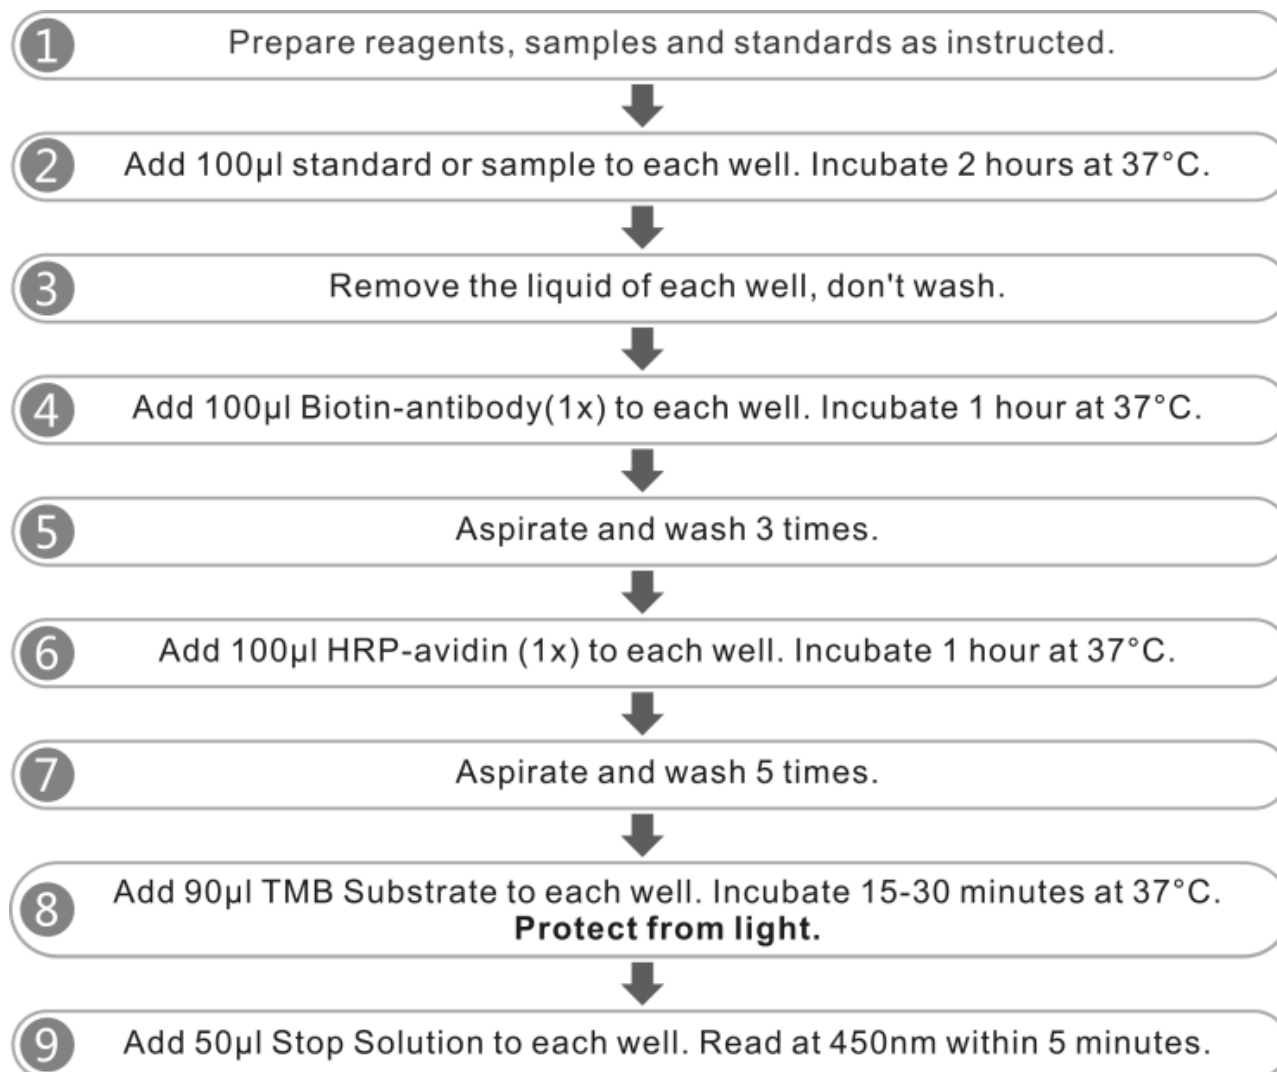 1 Prepare reagents, samples and standards as instructed.
2 Add 100µl standard or sample to each well. Incubate 2 hours at 37°C.
3 Remove the liquid of each well, don't wash.
4 Add 100µl Biotin-antibody(1x) to each well. Incubate 1 hour at 37°C.
5 Aspirate and wash 3 times.
6 Add 100µl HRP-avidin (1x) to each well. Incubate 1 hour at 37°C.
7 Aspirate and wash 5 times.
8 Add 90µl TMB Substrate to each well. Incubate 15-30 minutes at 37°C.
Protect from light.
9 Add 50µl Stop Solution to each well. Read at 450nm within 5 minutes.